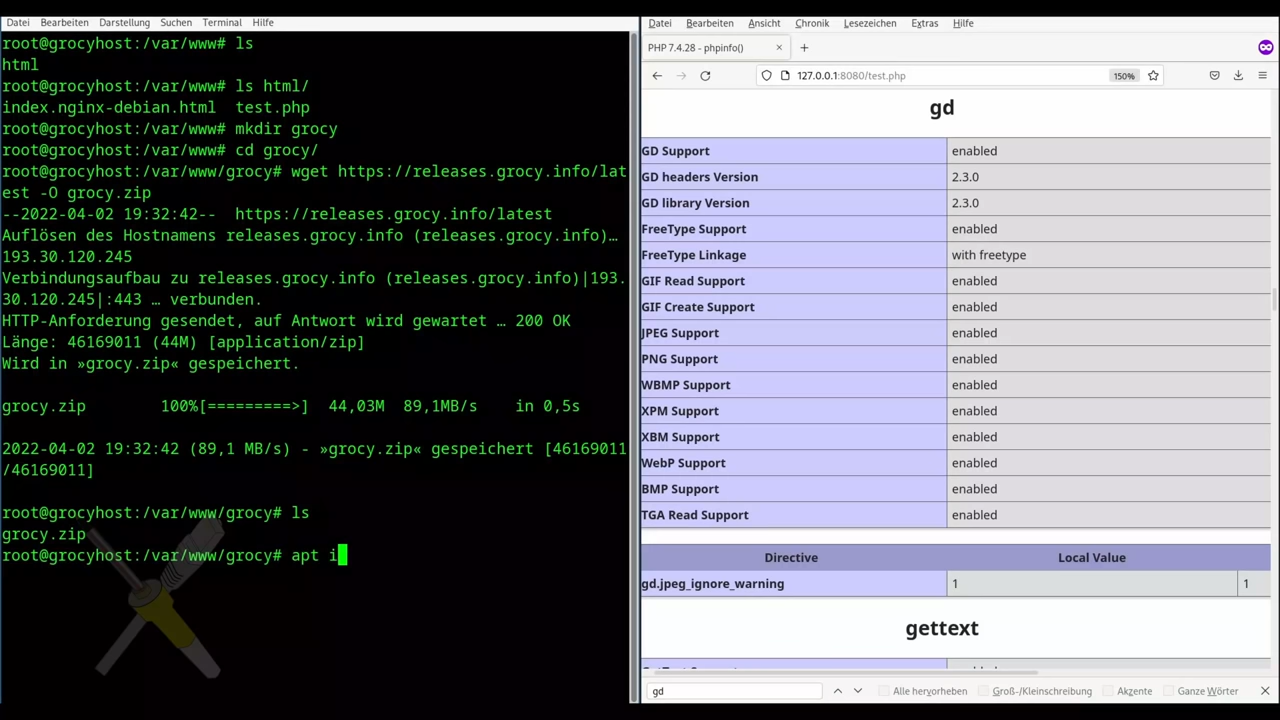 Datei Bearbeiten Darstellung Suchen Terminal Hilfe
root@grocyhost:/var/www# ls
html
root@grocyhost:/var/www# ls html/
index.nginx-debian.html test.php
root@grocyhost:/var/www# mkdir grocy
root@grocyhost:/var/www# cd grocy/
root@grocyhost:/var/www/grocy# wget https://releases.grocy.info/lat
est -O grocy.zip
--2022-04-02 19:32:42-- https://releases.grocy.info/latest
Auflösen des Hostnamens releases.grocy.info (releases.grocy.info)…
193.30.120.245
Verbindungsaufbau zu releases.grocy.info (releases.grocy.info)|193.
30.120.245|:443 … verbunden.
HTTP-Anforderung gesendet, auf Antwort wird gewartet … 200 OK
Länge: 46169011 (44M) [application/zip]
Wird in »grocy.zip« gespeichert.
grocy.zip 100%[=========>] 44,03M 89,1MB/s in 0,5s
2022-04-02 19:32:42 (89,1 MB/s) - »grocy.zip« gespeichert [46169011
/46169011]
root@grocyhost:/var/www/grocy# ls
grocy.zip
root@grocyhost:/var/www/grocy# apt i
Datei Bearbeiten Ansicht Chronik Lesezeichen Extras Hilfe
PHP 7.4.28 - phpinfo()
127.0.0.1:8080/test.php 150%
gd
GD Support enabled
GD headers Version 2.3.0
GD library Version 2.3.0
FreeType Support enabled
FreeType Linkage with freetype
GIF Read Support enabled
GIF Create Support enabled
JPEG Support enabled
PNG Support enabled
WBMP Support enabled
XPM Support enabled
XBM Support enabled
WebP Support enabled
BMP Support enabled
TGA Read Support enabled
Directive Local Value
gd.jpeg_ignore_warning 1 1
gettext
gd Alle hervorheben Groß-/Kleinschreibung Akzente Ganze Wörter